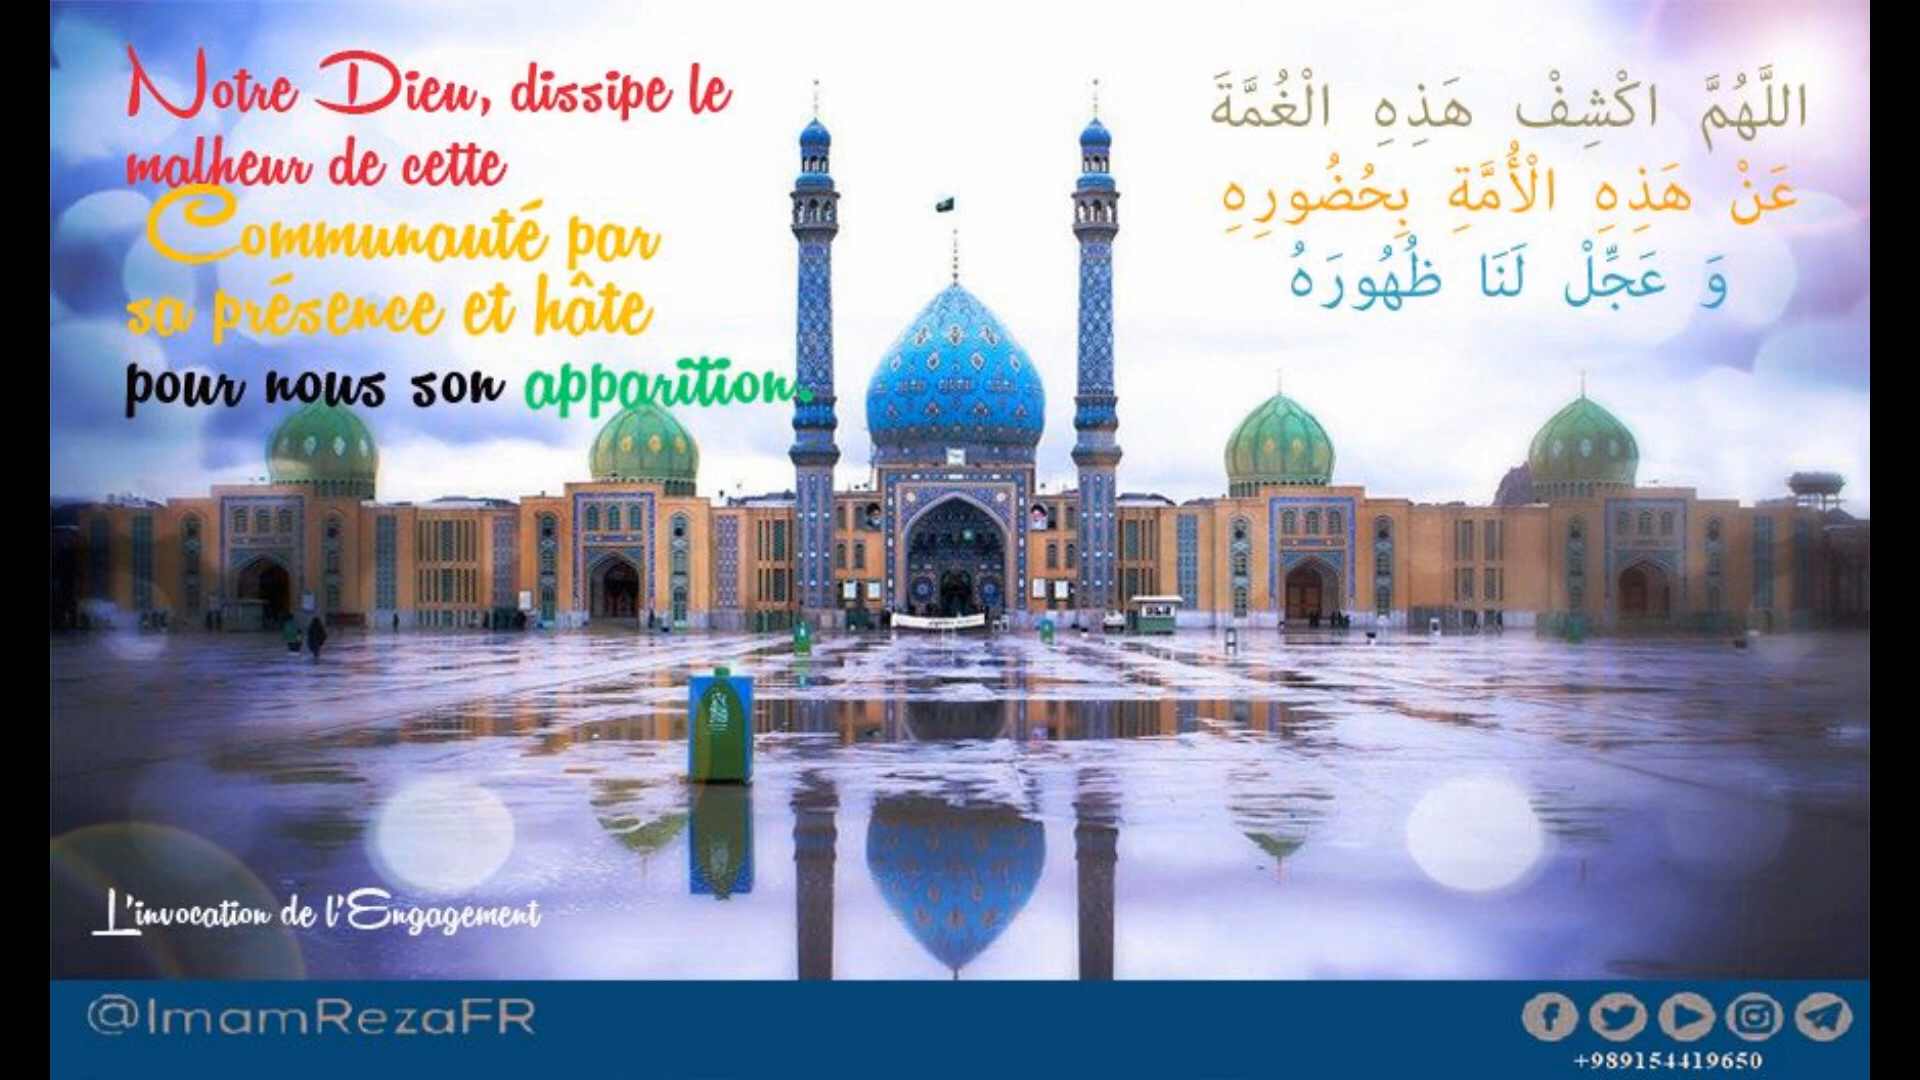 Notre Dieu, dissipe le
malheur de cette
Communauté par
sa présence et hâte
pour nous son apparition.
اللَّهُمَّ اكْشِفْ هَذِهِ الْغُمَّةَ
عَنْ هَذِهِ الْأُمَّةِ بِحُضُورِهِ
وَ عَجِّلْ لَنَا ظُهُورَهُ
L'invocation de l'Engagement
@ImamRezaFR
+989154419650